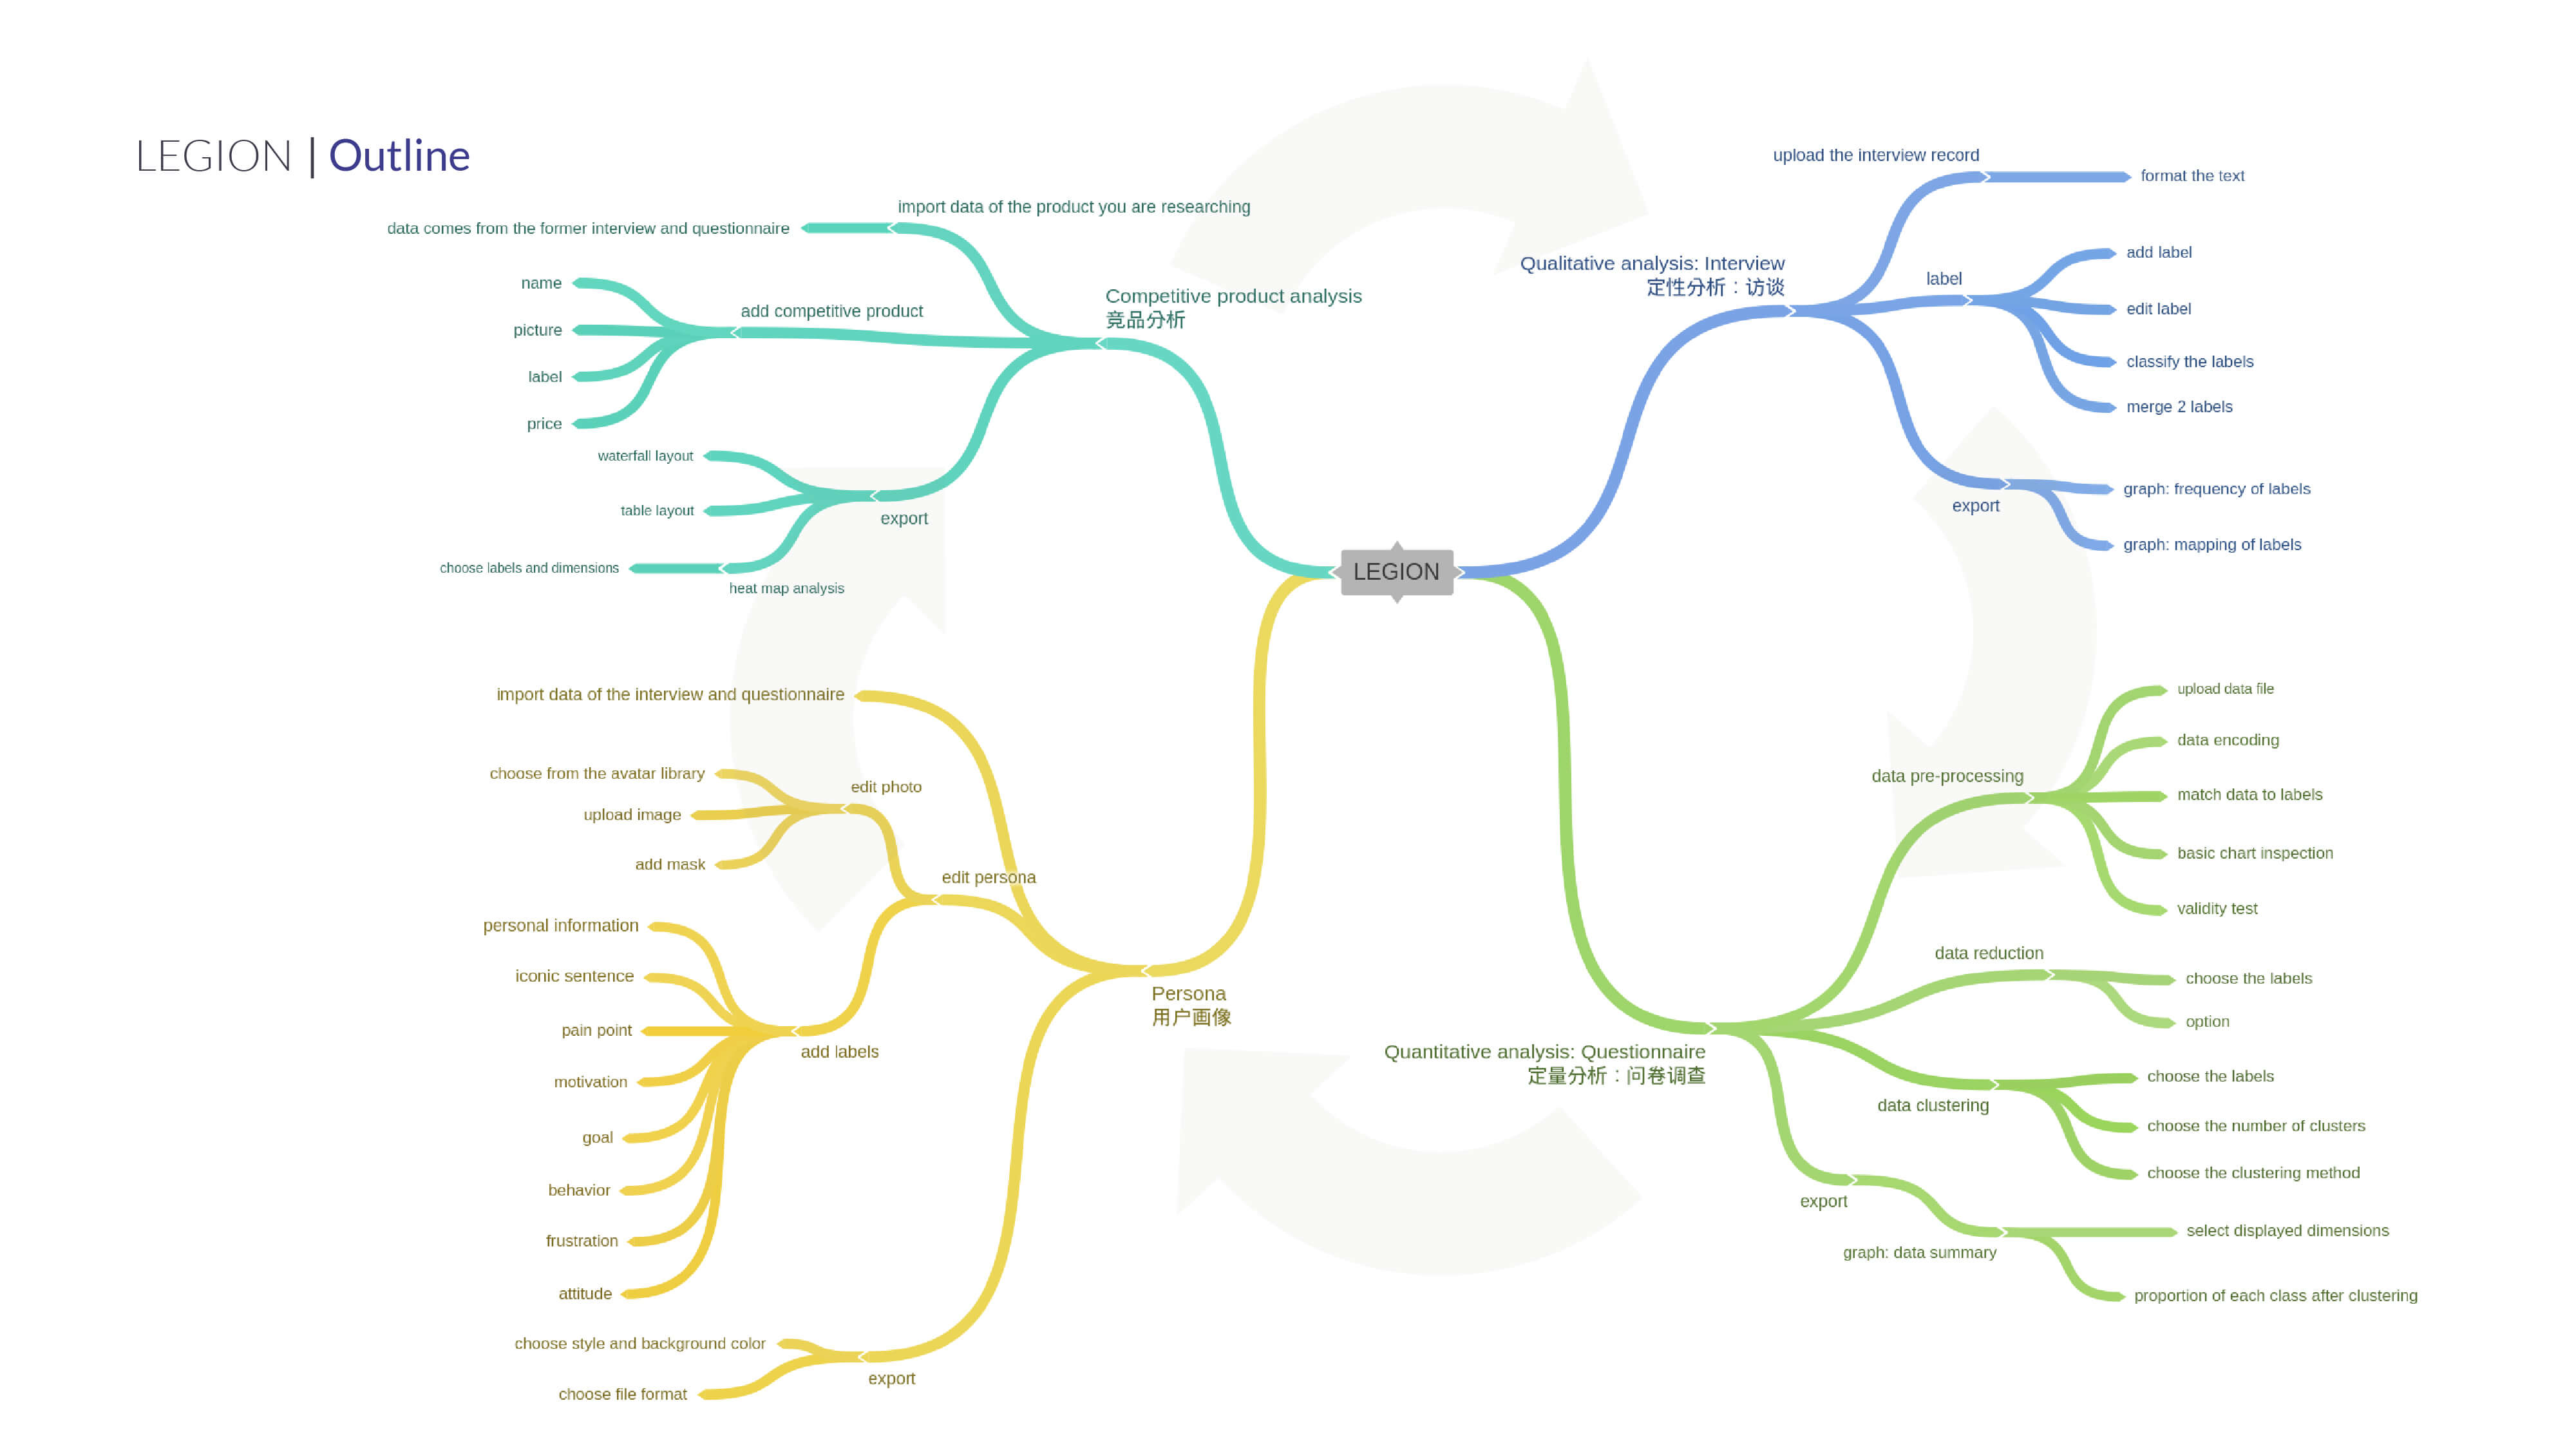 LEGION | Outline
import data of the product you are researching
data comes from the former interview and questionnaire
name
picture
label
price
add competitive product
Competitive product analysis
竞品分析
waterfall layout
table layout
export
choose labels and dimensions
heat map analysis
LEGION
upload the interview record
format the text
Qualitative analysis: Interview
定性分析：访谈
label
add label
edit label
classify the labels
merge 2 labels
export
graph: frequency of labels
graph: mapping of labels
import data of the interview and questionnaire
choose from the avatar library
upload image
add mask
edit photo
edit persona
personal information
iconic sentence
pain point
motivation
goal
behavior
frustration
attitude
add labels
Persona
用户画像
choose style and background color
choose file format
export
upload data file
data encoding
data pre-processing
match data to labels
basic chart inspection
validity test
data reduction
choose the labels
option
Quantitative analysis: Questionnaire
定量分析：问卷调查
data clustering
choose the labels
choose the number of clusters
choose the clustering method
export
graph: data summary
select displayed dimensions
proportion of each class after clustering